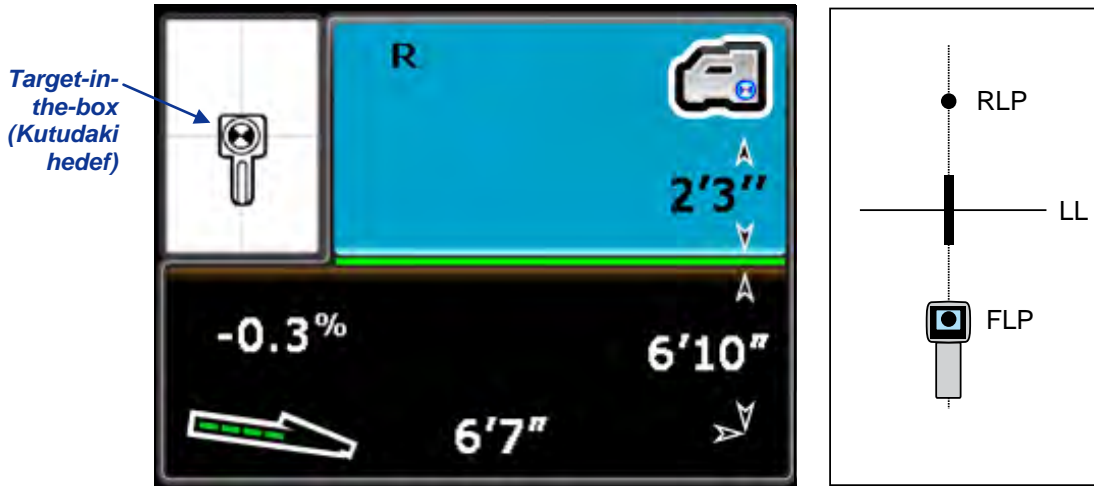 Target-in-
the-box
(Kutudaki
hedef)
R
2'3"
-0.3%
6'10"
6'7"
RLP
LL
FLP